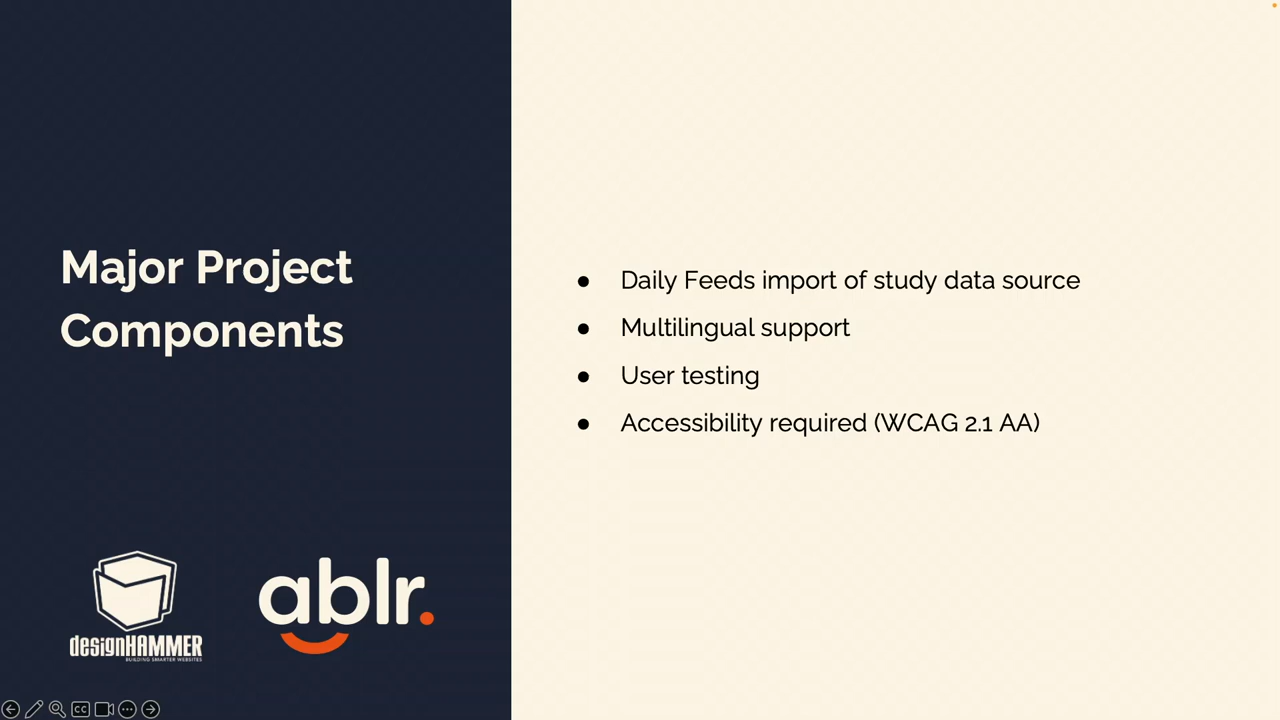 Major Project
Components
● Daily Feeds import of study data source
● Multilingual support
● User testing
● Accessibility required (WCAG 2.1 AA)
designHAMMER
BUILDING SMARTER WEBSITES
ablr.
CC